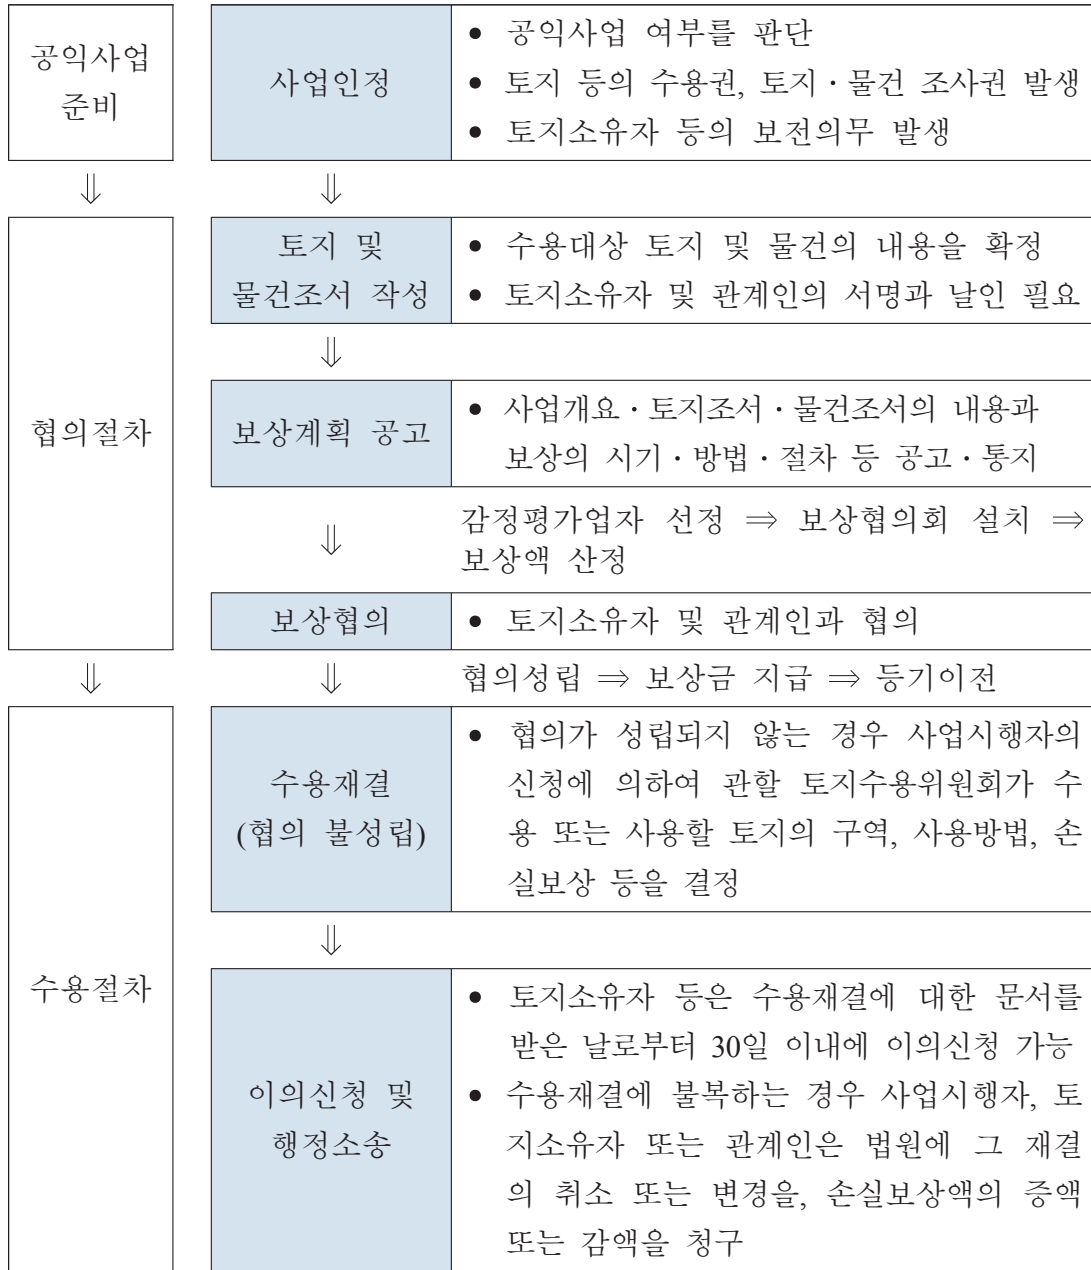 공익사업
준비
사업인정
• 공익사업 여부를 판단
• 토지 등의 수용권, 토지·물건 조사권 발생
• 토지소유자 등의 보전의무 발생
⇓ ⇓
협의절차
토지 및
물건조서 작성
• 수용대상 토지 및 물건의 내용을 확정
• 토지소유자 및 관계인의 서명과 날인 필요
⇓
보상계획 공고
• 사업개요·토지조서·물건조서의 내용과
보상의 시기·방법·절차 등 공고·통지
⇓
감정평가업자 선정 ⇒ 보상협의회 설치 ⇒
보상액 산정
보상협의
• 토지소유자 및 관계인과 협의
⇓ ⇓
협의성립 ⇒ 보상금 지급 ⇒ 등기이전
수용절차
수용재결
(협의 불성립)
• 협의가 성립되지 않는 경우 사업시행자의
신청에 의하여 관할 토지수용위원회가 수
용 또는 사용할 토지의 구역, 사용방법, 손
실보상 등을 결정
⇓
이의신청 및
행정소송
• 토지소유자 등은 수용재결에 대한 문서를
받은 날로부터 30일 이내에 이의신청 가능
• 수용재결에 불복하는 경우 사업시행자, 토
지소유자 또는 관계인은 법원에 그 재결
의 취소 또는 변경을, 손실보상액의 증액
또는 감액을 청구